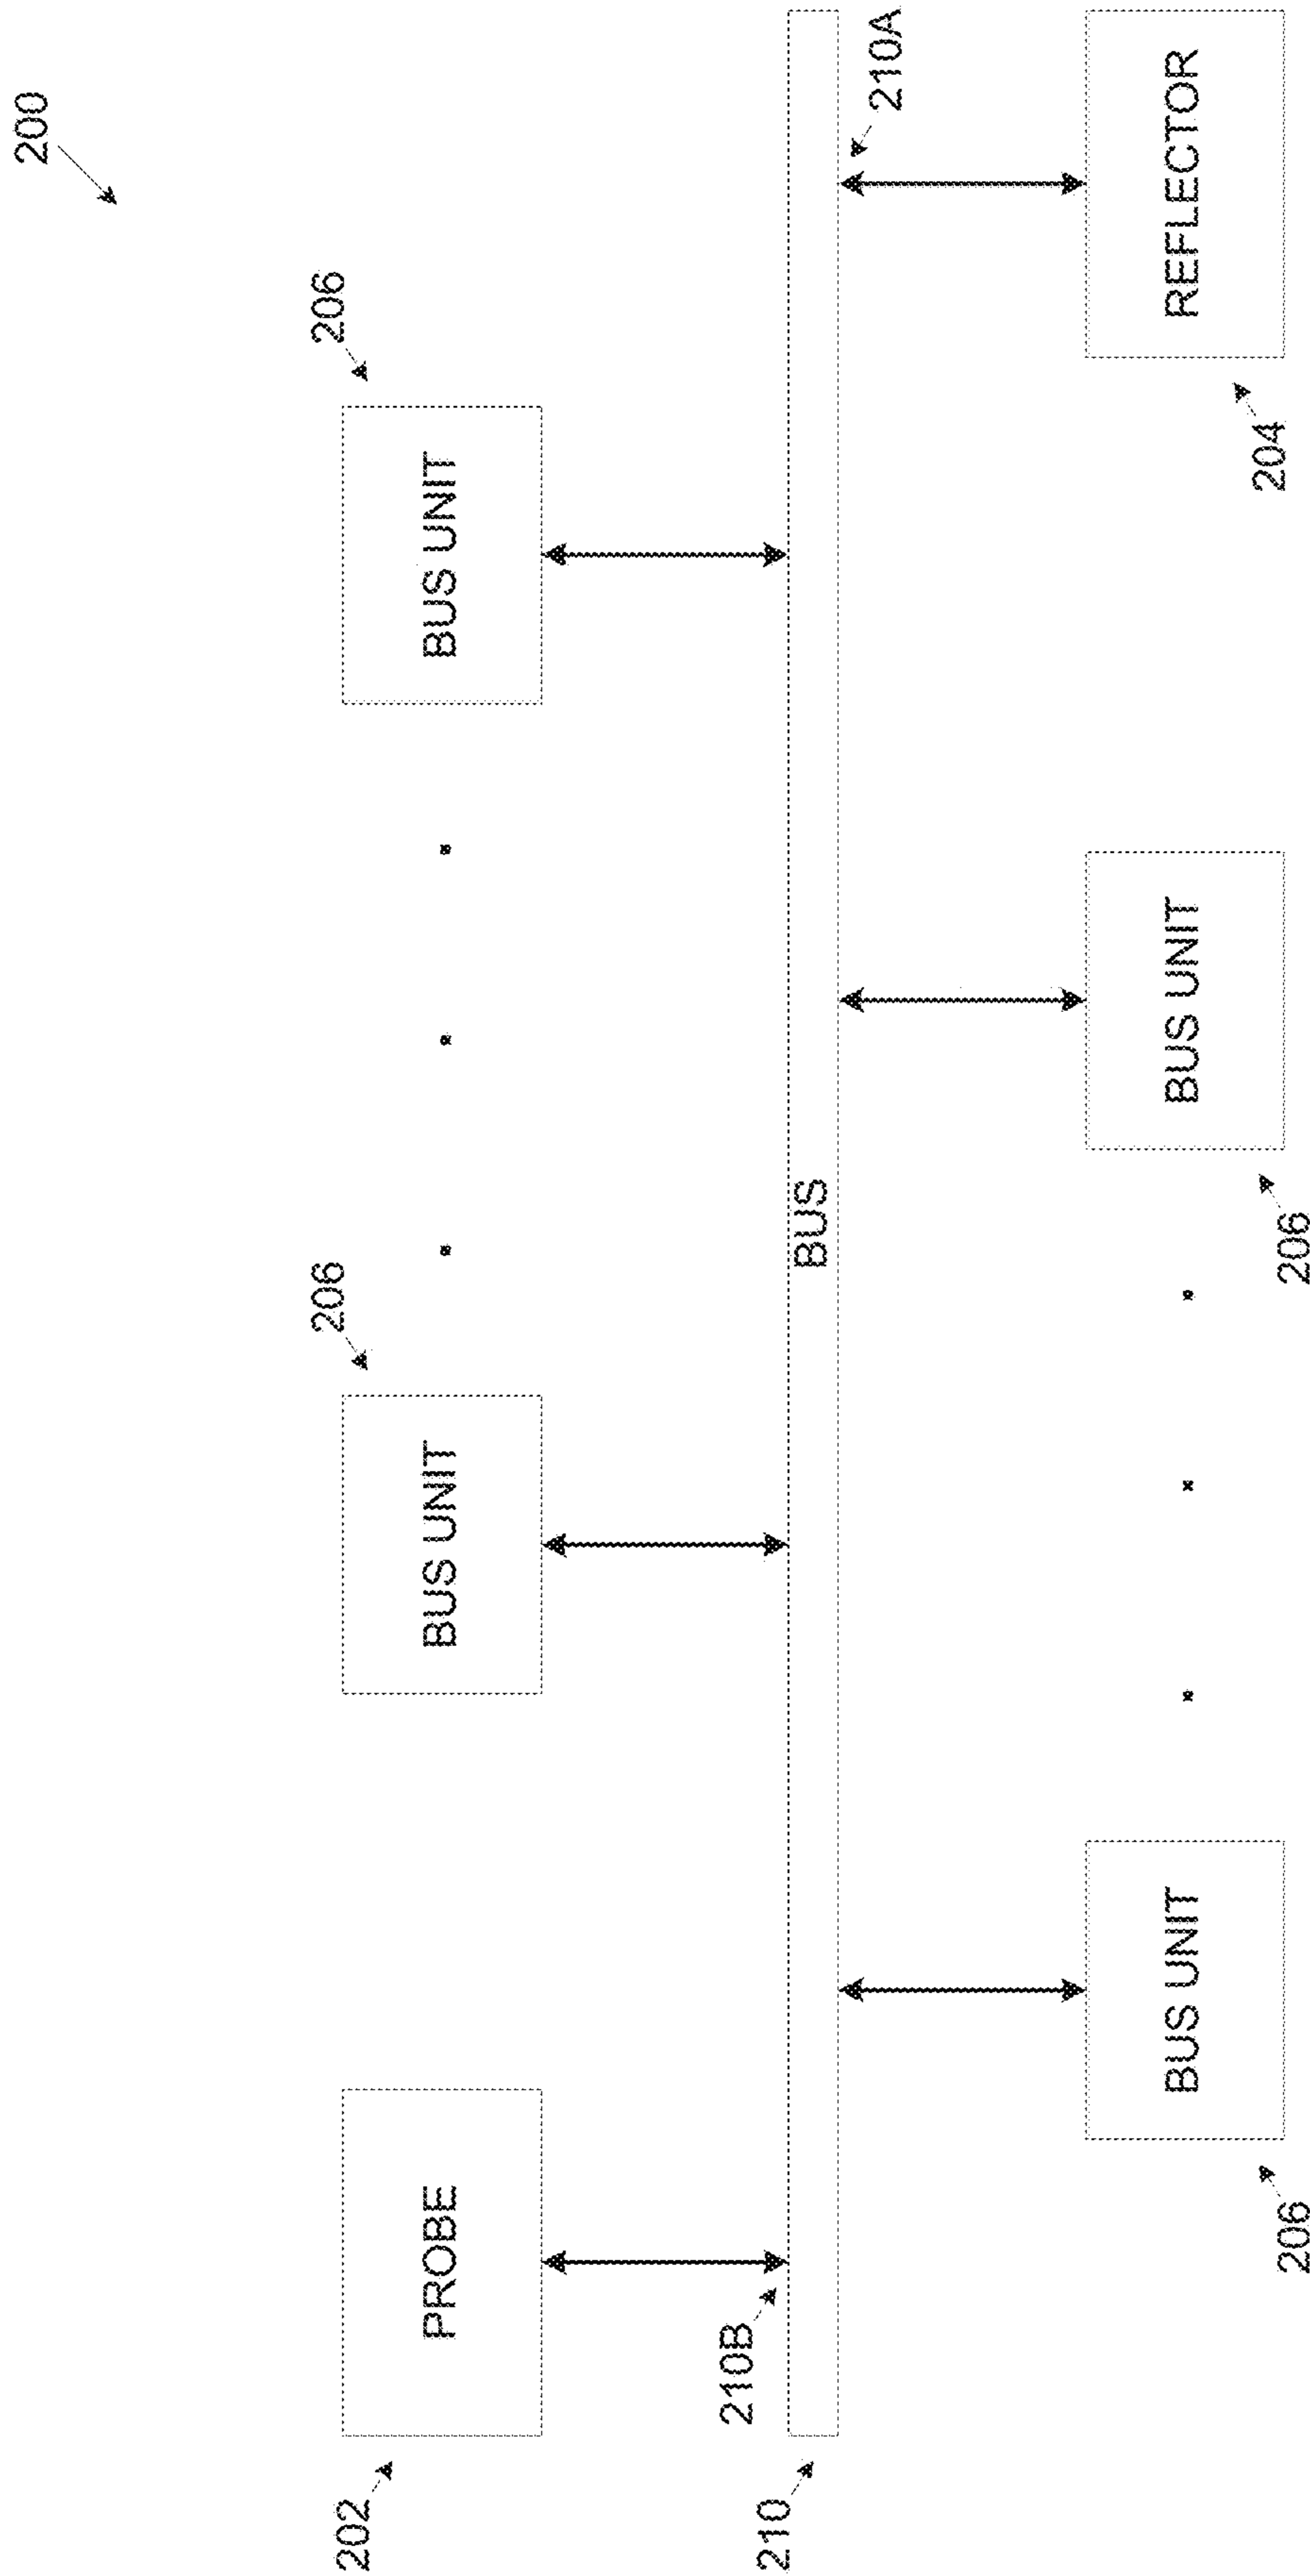 200
202
206
206
PROBE
BUS UNIT
BUS UNIT
210B
210
BUS
210A
BUS UNIT
BUS UNIT
REFLECTOR
206
206
204